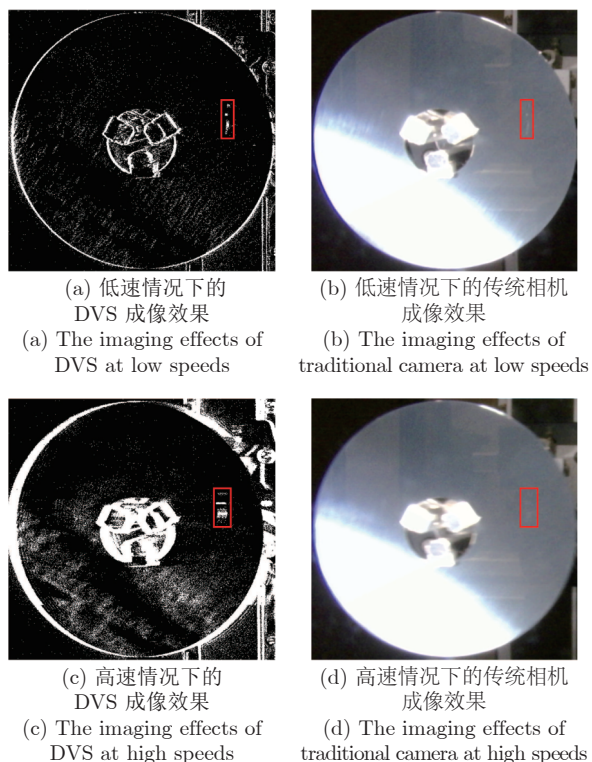 (a) 低速情况下的
DVS 成像效果
(a) The imaging effects of
DVS at low speeds
(b) 低速情况下的传统相机
成像效果
(b) The imaging effects of
traditional camera at low speeds
(c) 高速情况下的
DVS 成像效果
(c) The imaging effects of
DVS at high speeds
(d) 高速情况下的传统相机
成像效果
(d) The imaging effects of
traditional camera at high speeds